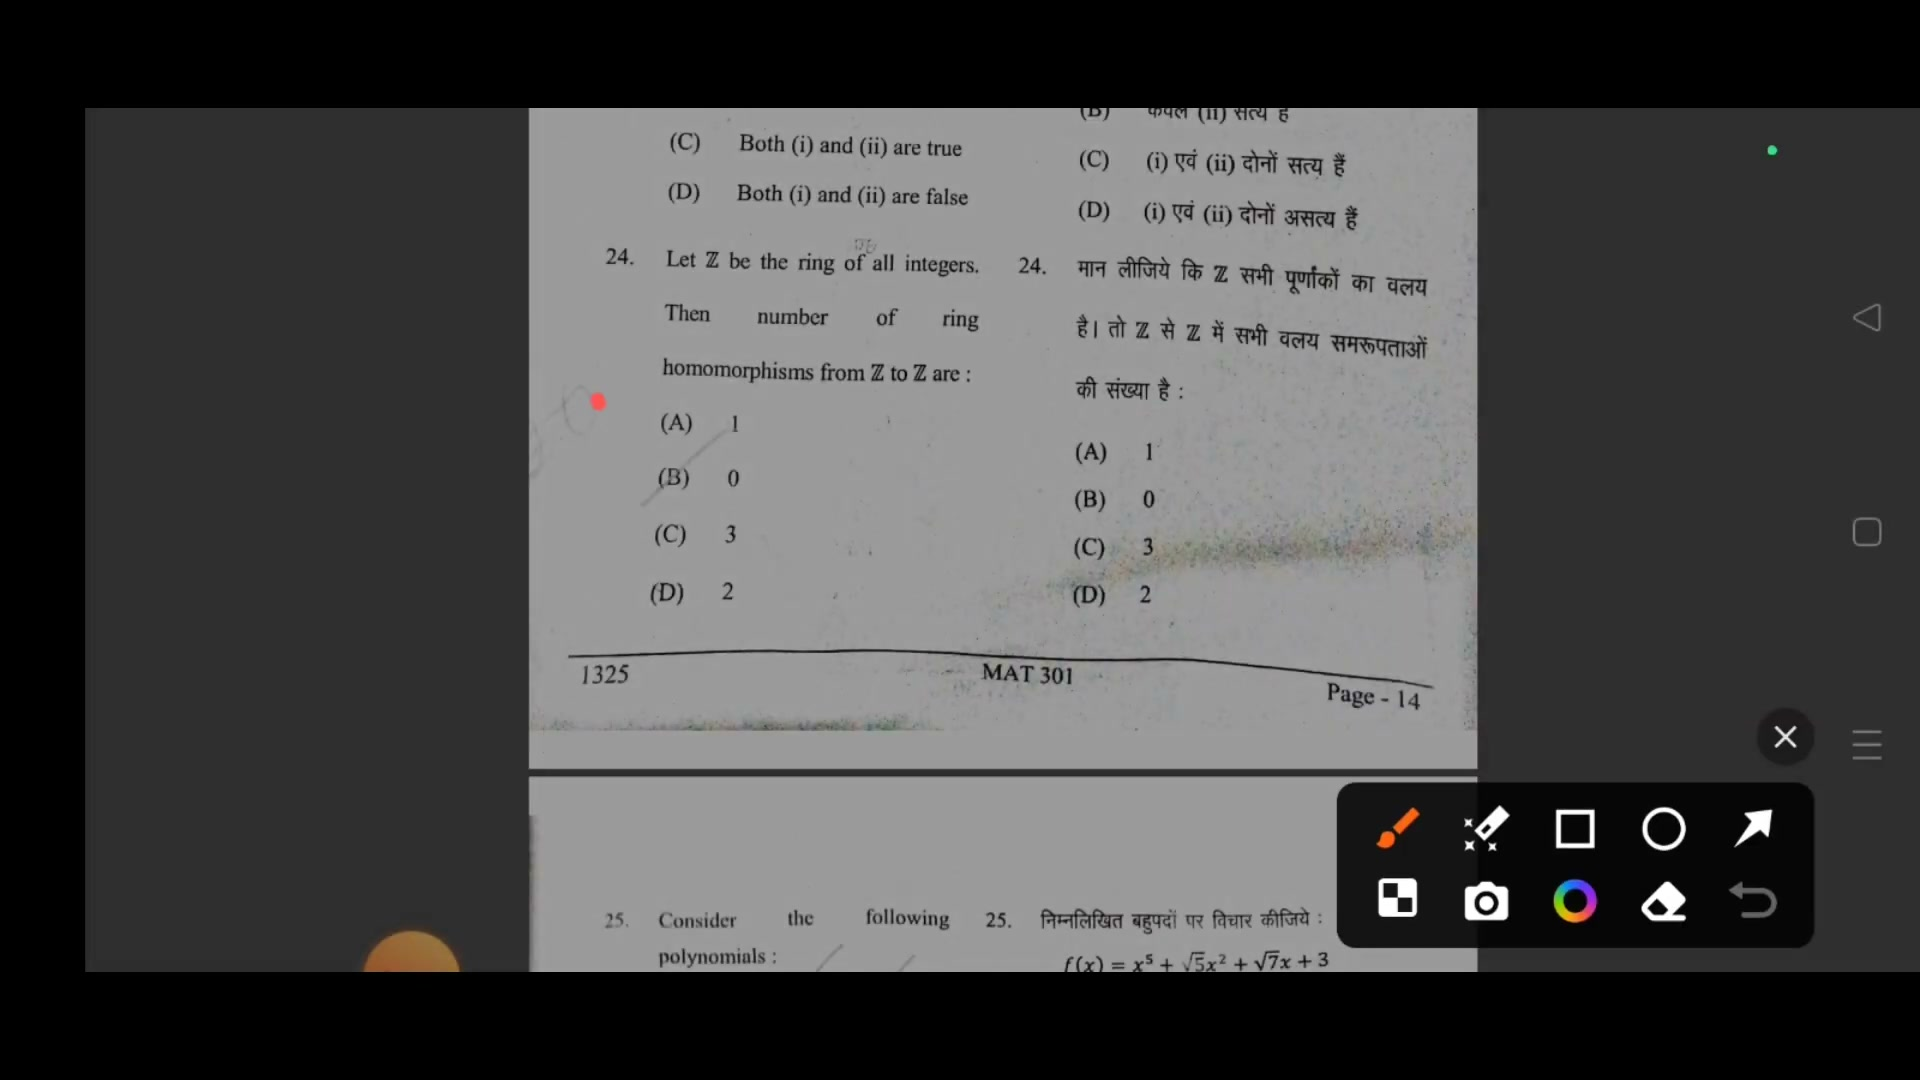 (C) Both (i) and (ii) are true
(D) Both (i) and (ii) are false
24. Let ℤ be the ring of all integers.
Then number of ring
homomorphisms from ℤ to ℤ are :
(A) 1
(B) 0
(C) 3
(D) 2
(B) केवल (ii) सत्य है
(C) (i) एवं (ii) दोनों सत्य हैं
(D) (i) एवं (ii) दोनों असत्य हैं
24. मान लीजिये कि ℤ सभी पूर्णांकों का वलय
है। तो ℤ से ℤ में सभी वलय समरूपताओं
की संख्या है :
(A) 1
(B) 0
(C) 3
(D) 2
1325 MAT 301 Page - 14
25. Consider the following
polynomials :
25. निम्नलिखित बहुपदों पर विचार कीजिये :
f(x) = x⁵ + √5x² + √7x + 3